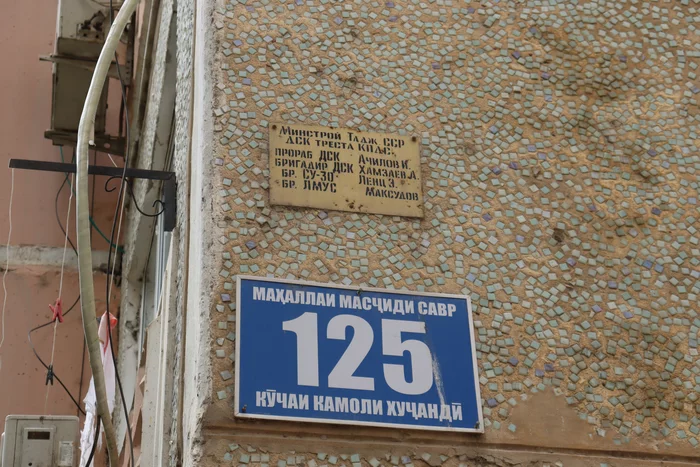 Минстрой Тадж ССР
ДСК треста КПДС.
ПРОРАБ ДСК АЧИЛОВ И.
БРИГАДИР ДСК ХАМЗАЕВ А.
БР. СУ-30 ЛЕНЦ Э.
БР. ЛМУС МАКСУДОВ
МАҲАЛЛАИ МАСҶИДИ САВР
125
КӮЧАИ КАМОЛИ ХУҶАНДӢ